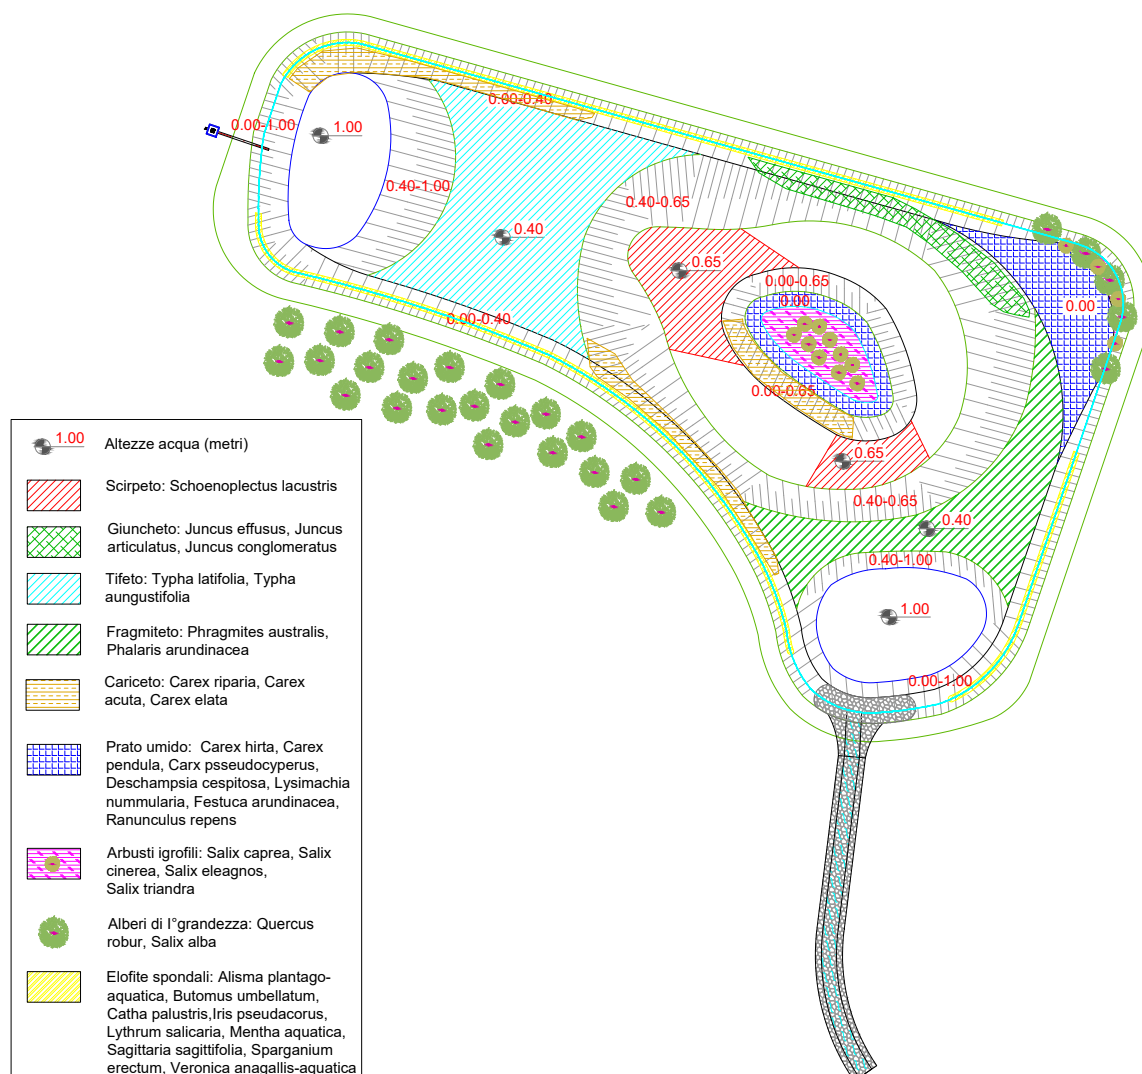 0.00-0.40
0.00-1.00
1.00
0.40-1.00
0.40-0.65
0.40
0.65
0.00-0.65
0.00
0.00
0.00-0.40
0.00-0.65
0.65
0.40-0.65
0.40
0.40-1.00
1.00
0.00-1.00
1.00 Altezze acqua (metri)
Scirpeto: Schoenoplectus lacustris
Giuncheto: Juncus effusus, Juncus
articulatus, Juncus conglomeratus
Tifeto: Typha latifolia, Typha
aungustifolia
Fragmiteto: Phragmites australis,
Phalaris arundinacea
Cariceto: Carex riparia, Carex
acuta, Carex elata
Prato umido: Carex hirta, Carex
pendula, Carx psseudocyperus,
Deschampsia cespitosa, Lysimachia
nummularia, Festuca arundinacea,
Ranunculus repens
Arbusti igrofili: Salix caprea, Salix
cinerea, Salix eleagnos,
Salix triandra
Alberi di I°grandezza: Quercus
robur, Salix alba
Elofite spondali: Alisma plantago-
aquatica, Butomus umbellatum,
Catha palustris,Iris pseudacorus,
Lythrum salicaria, Mentha aquatica,
Sagittaria sagittifolia, Sparganium
erectum, Veronica anagallis-aquatica